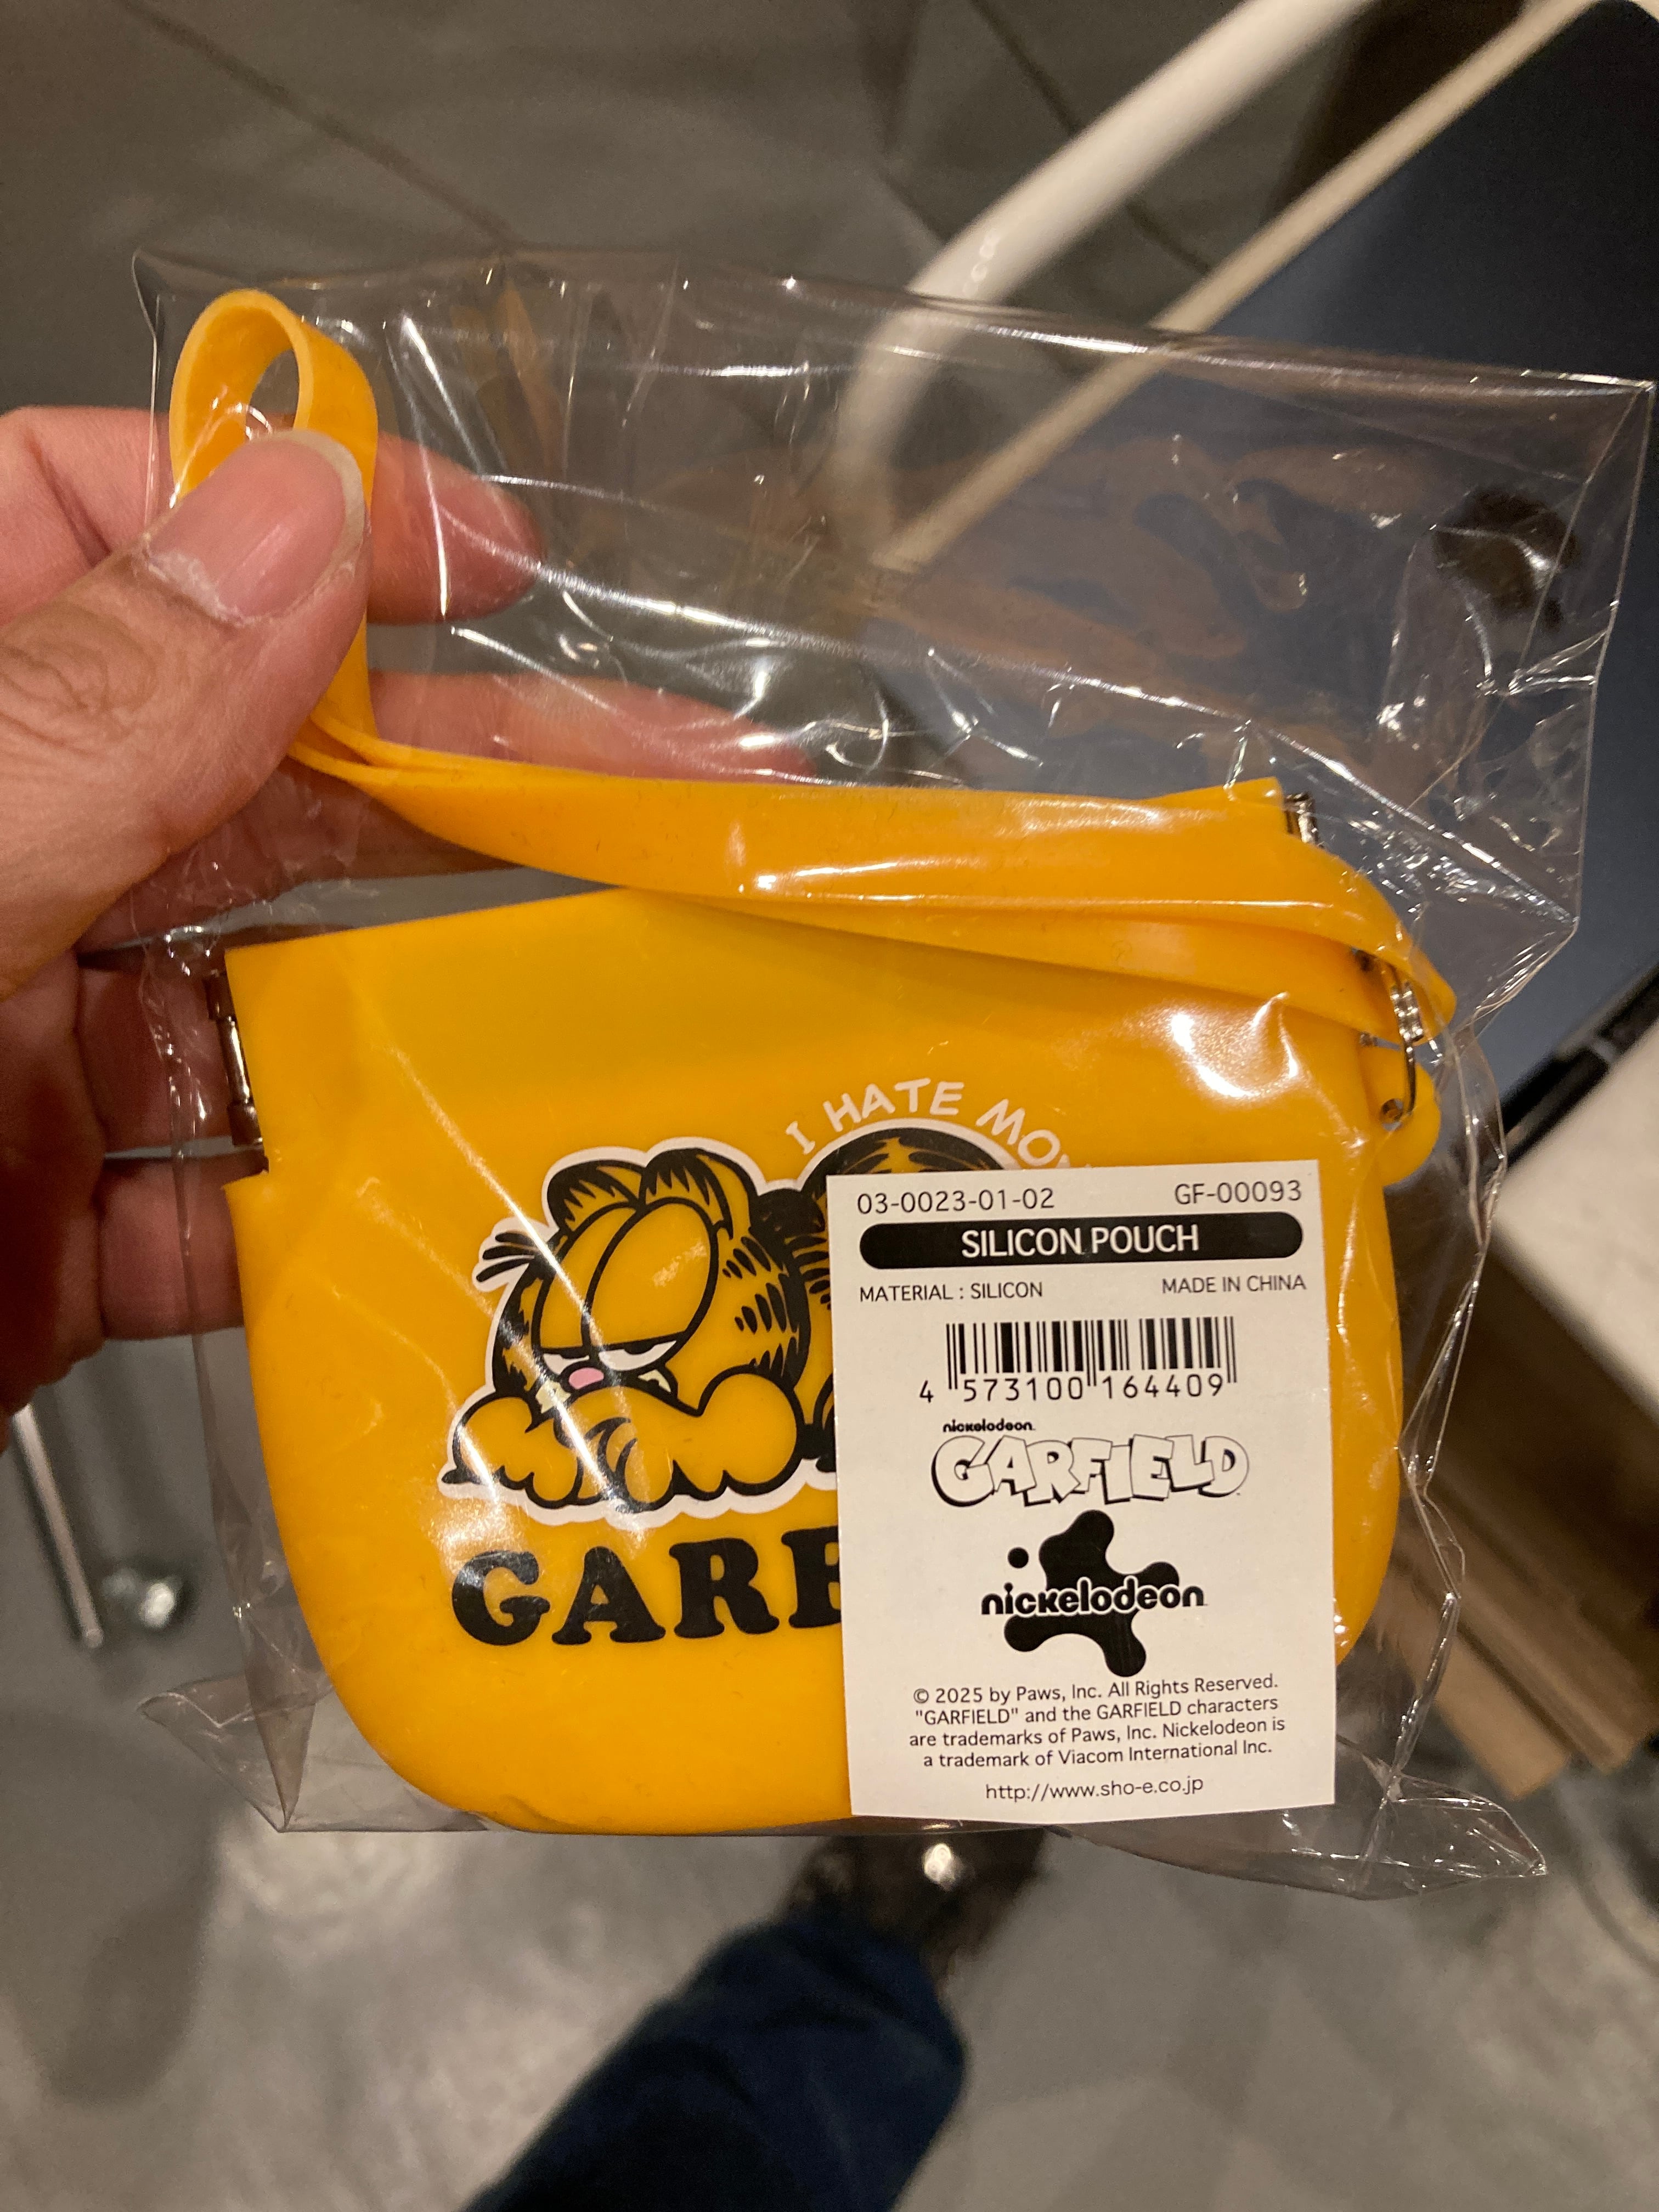 I HATE
03-0023-01-02 GF-00093
SILICON POUCH
MATERIAL : SILICON MADE IN CHINA
4 573100 164409
nickelodeon
GARFIELD
nickelodeon
© 2025 by Paws, Inc. All Rights Reserved.
"GARFIELD" and the GARFIELD characters
are trademarks of Paws, Inc. Nickelodeon is
a trademark of Viacom International Inc.
http://www.sho-e.co.jp
GAR